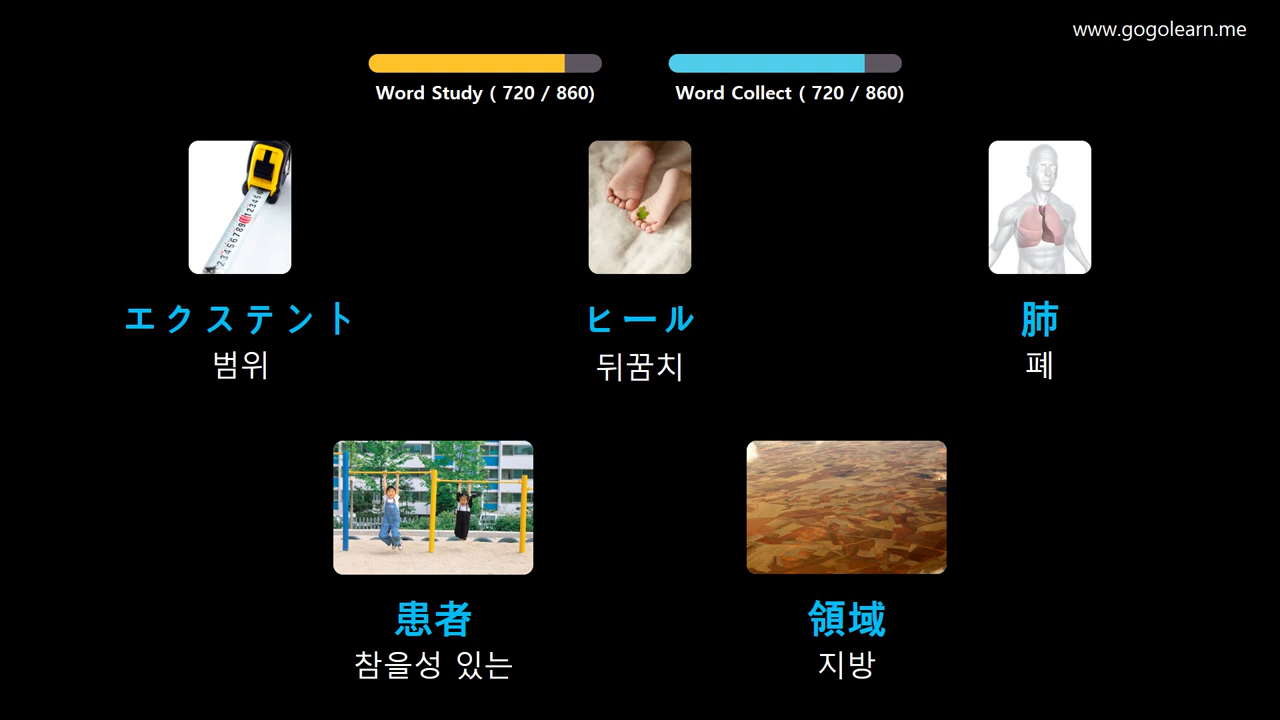 www.gogolearn.me
Word Study ( 720 / 860)
Word Collect ( 720 / 860)
エクステント
범위
ヒール
뒤꿈치
肺
폐
患者
참을성 있는
領域
지방